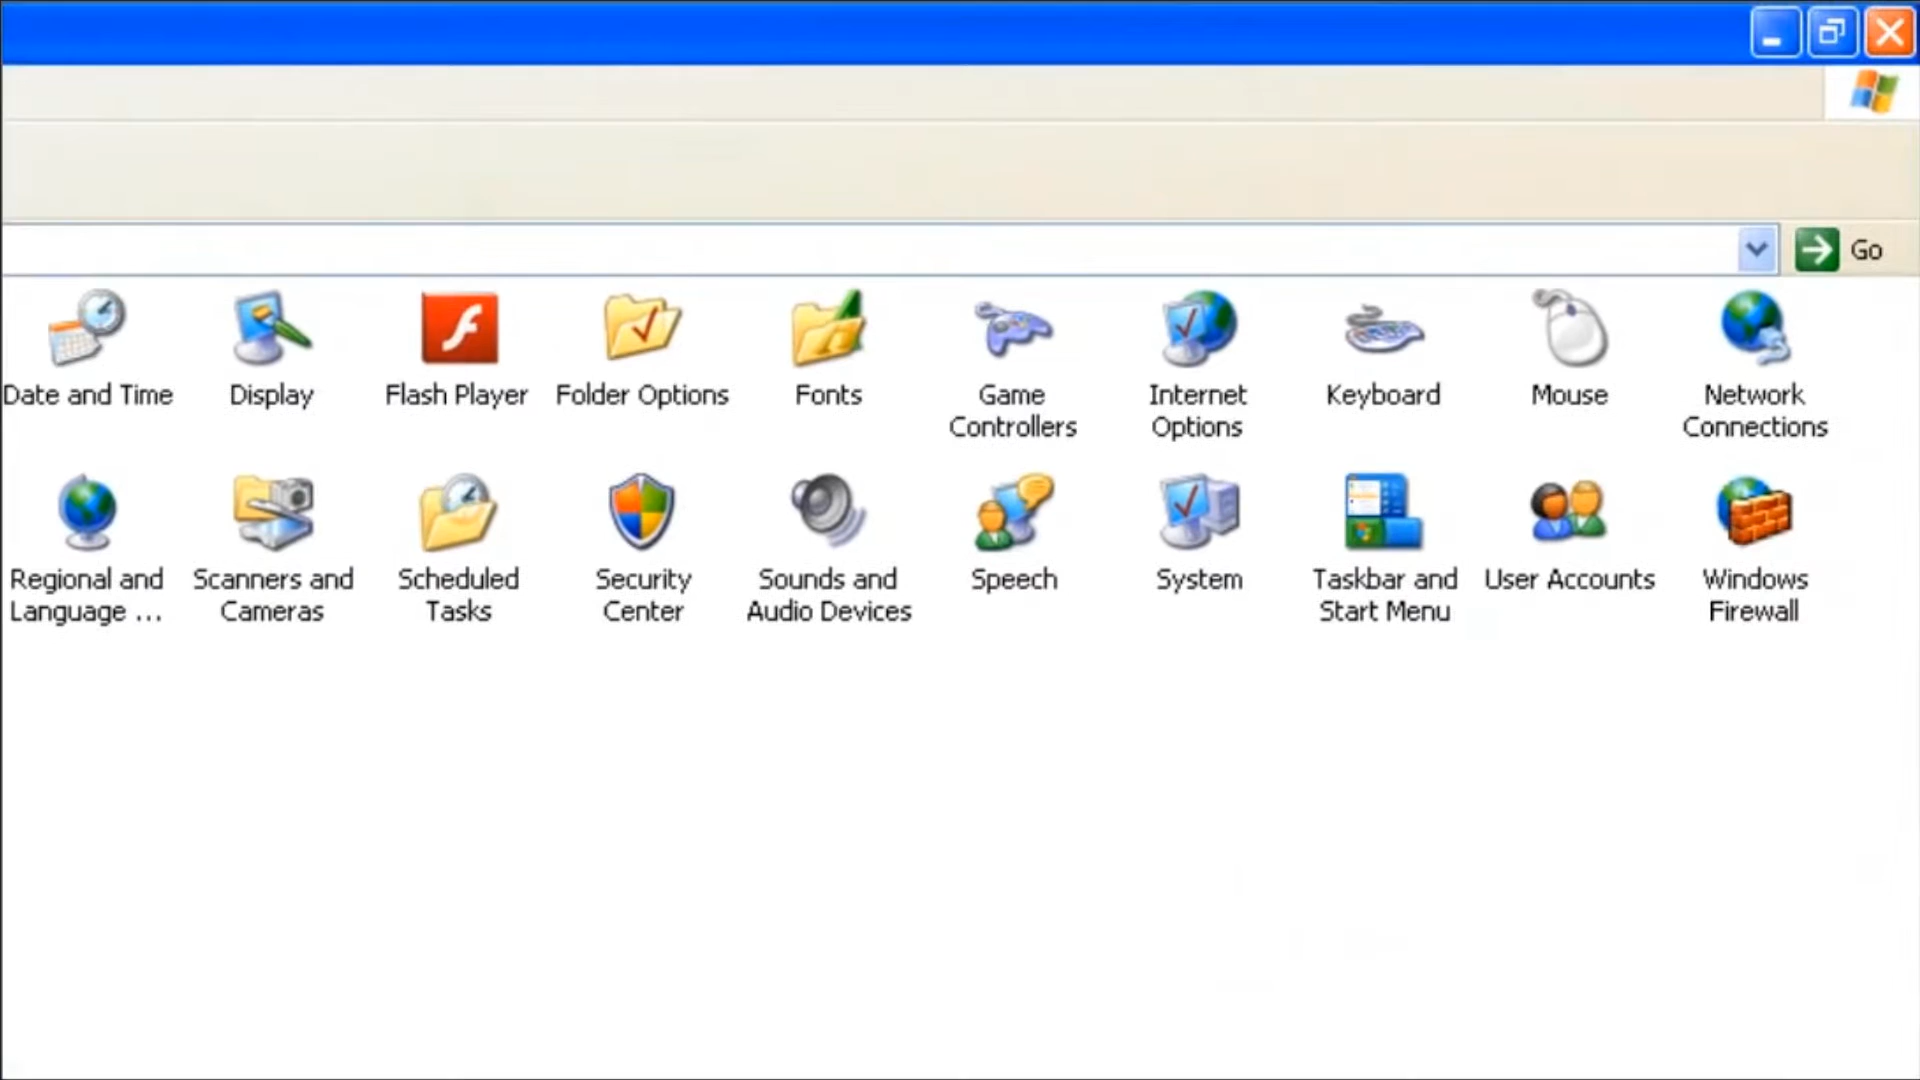 Go
Date and Time
Display
Flash Player
Folder Options
Fonts
Game
Controllers
Internet
Options
Keyboard
Mouse
Network
Connections
Regional and
Language ...
Scanners and
Cameras
Scheduled
Tasks
Security
Center
Sounds and
Audio Devices
Speech
System
Taskbar and
Start Menu
User Accounts
Windows
Firewall